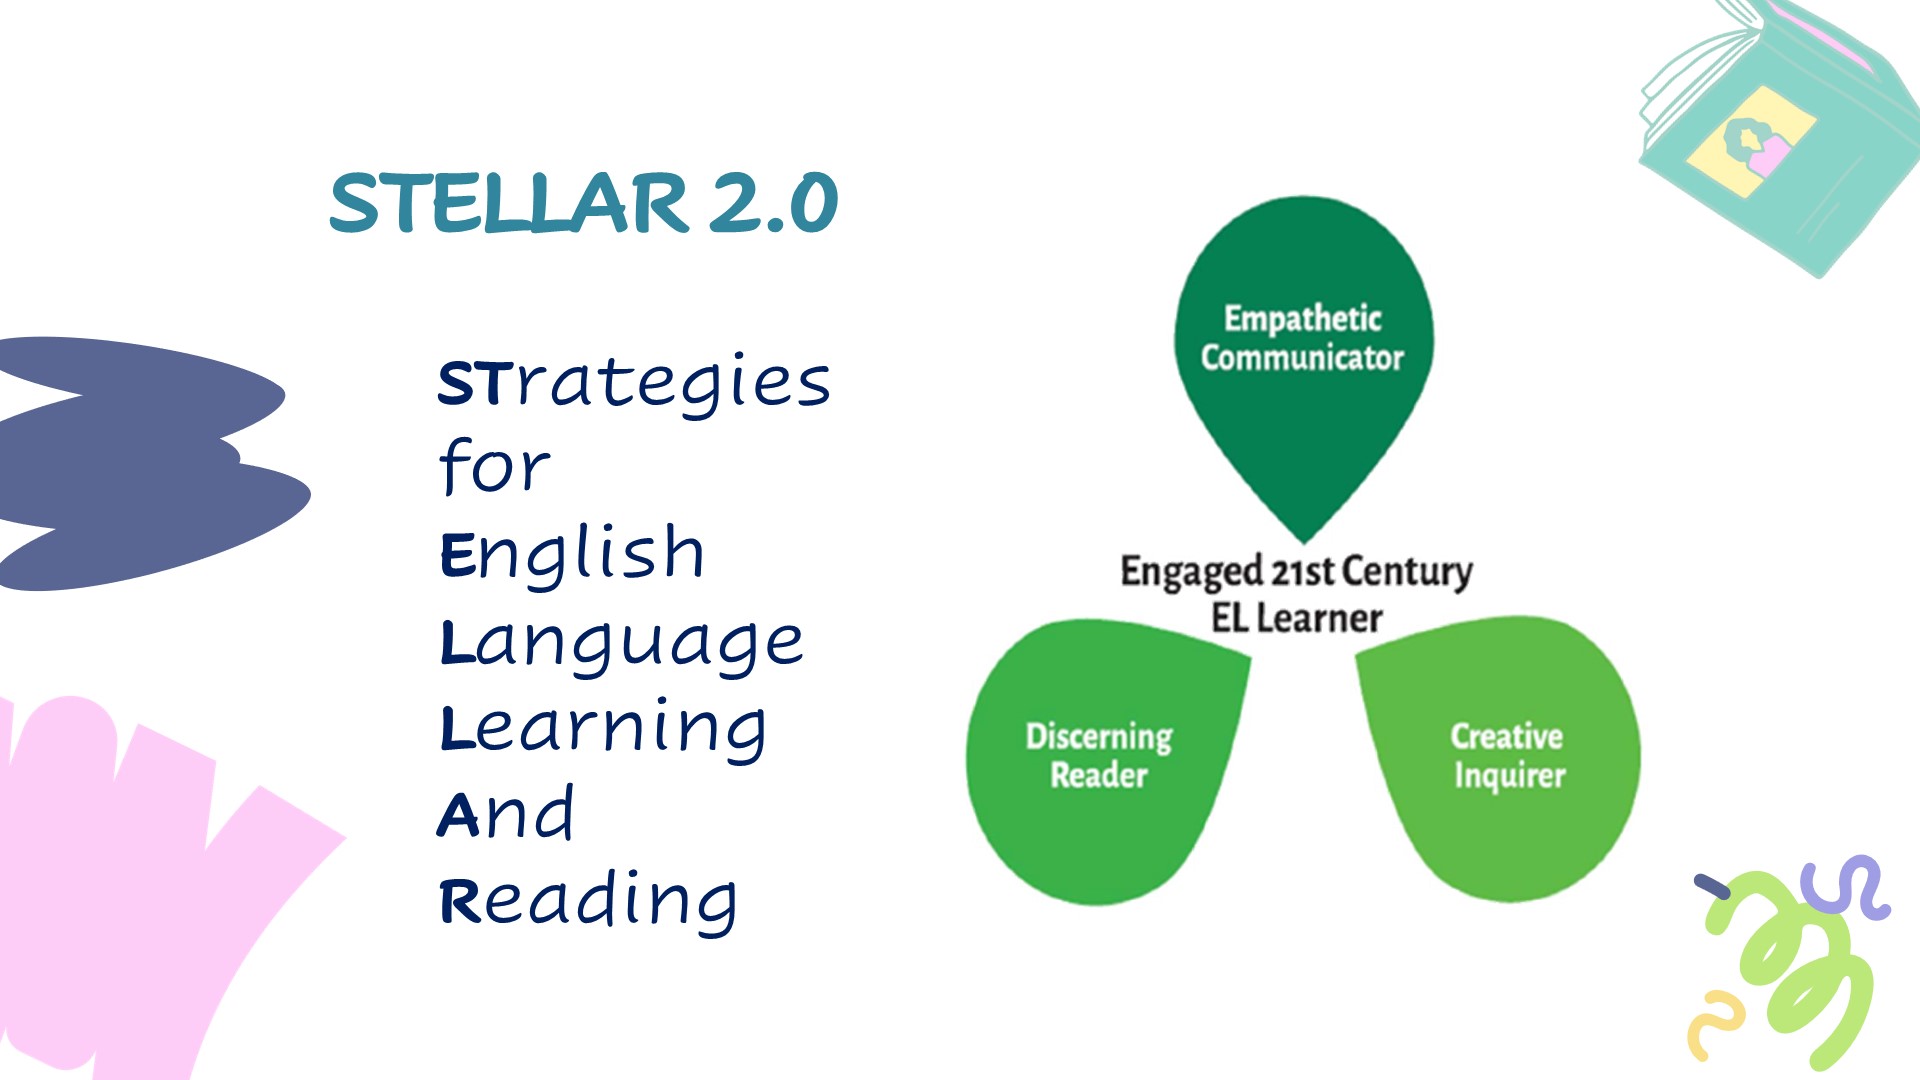 STELLAR 2.0
STrategies
for
English
Language
Learning
And
Reading
Empathetic
Communicator
Engaged 21st Century
EL Learner
Discerning
Reader
Creative
Inquirer